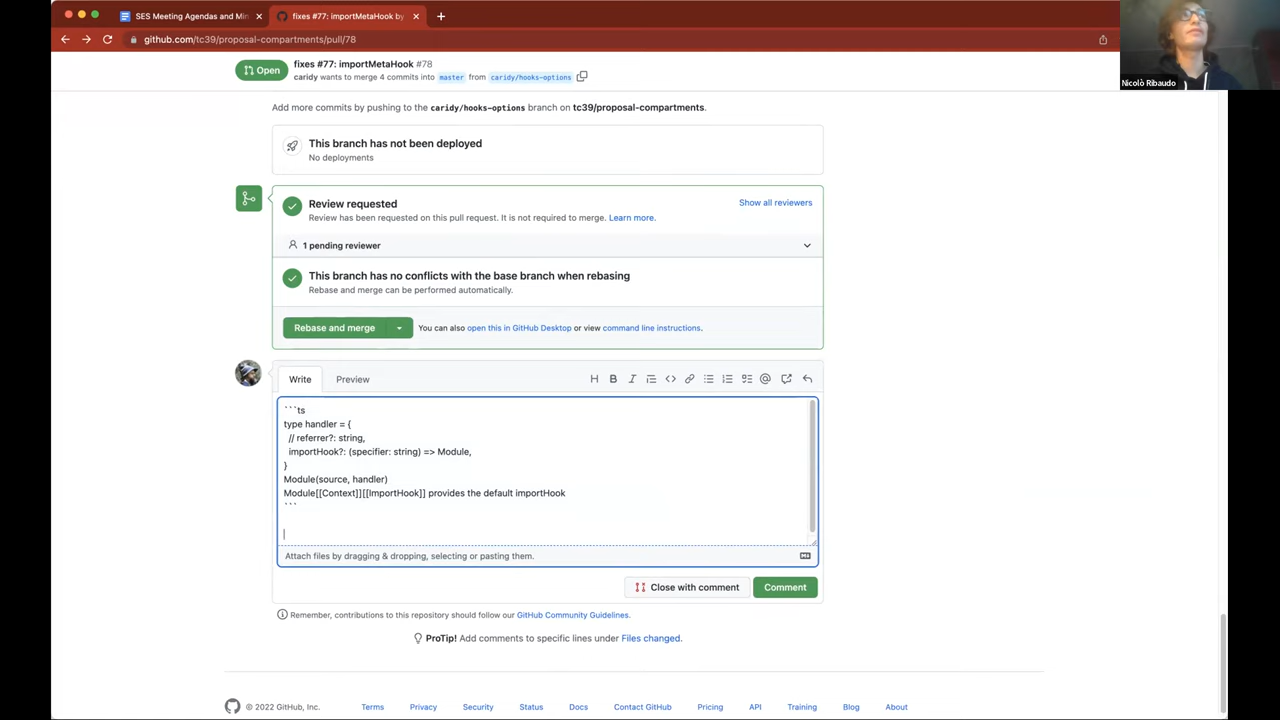 SES Meeting Agendas and Min
fixes #77: importMetaHook by
github.com/tc39/proposal-compartments/pull/78
Nicolò Ribaudo
Open
fixes #77: importMetaHook #78
caridy wants to merge 4 commits into master from caridy/hooks-options
Add more commits by pushing to the caridy/hooks-options branch on tc39/proposal-compartments.
This branch has not been deployed
No deployments
Review requested
Show all reviewers
Review has been requested on this pull request. It is not required to merge. Learn more.
1 pending reviewer
This branch has no conflicts with the base branch when rebasing
Rebase and merge can be performed automatically.
Rebase and merge
You can also open this in GitHub Desktop or view command line instructions.
Write
Preview
```ts
type handler = {
// referrer?: string,
importHook?: (specifier: string) => Module,
}
Module(source, handler)
Module[[Context]][[ImportHook]] provides the default importHook
```
Attach files by dragging & dropping, selecting or pasting them.
Close with comment
Comment
Remember, contributions to this repository should follow our GitHub Community Guidelines.
ProTip! Add comments to specific lines under Files changed.
© 2022 GitHub, Inc.
Terms
Privacy
Security
Status
Docs
Contact GitHub
Pricing
API
Training
Blog
About